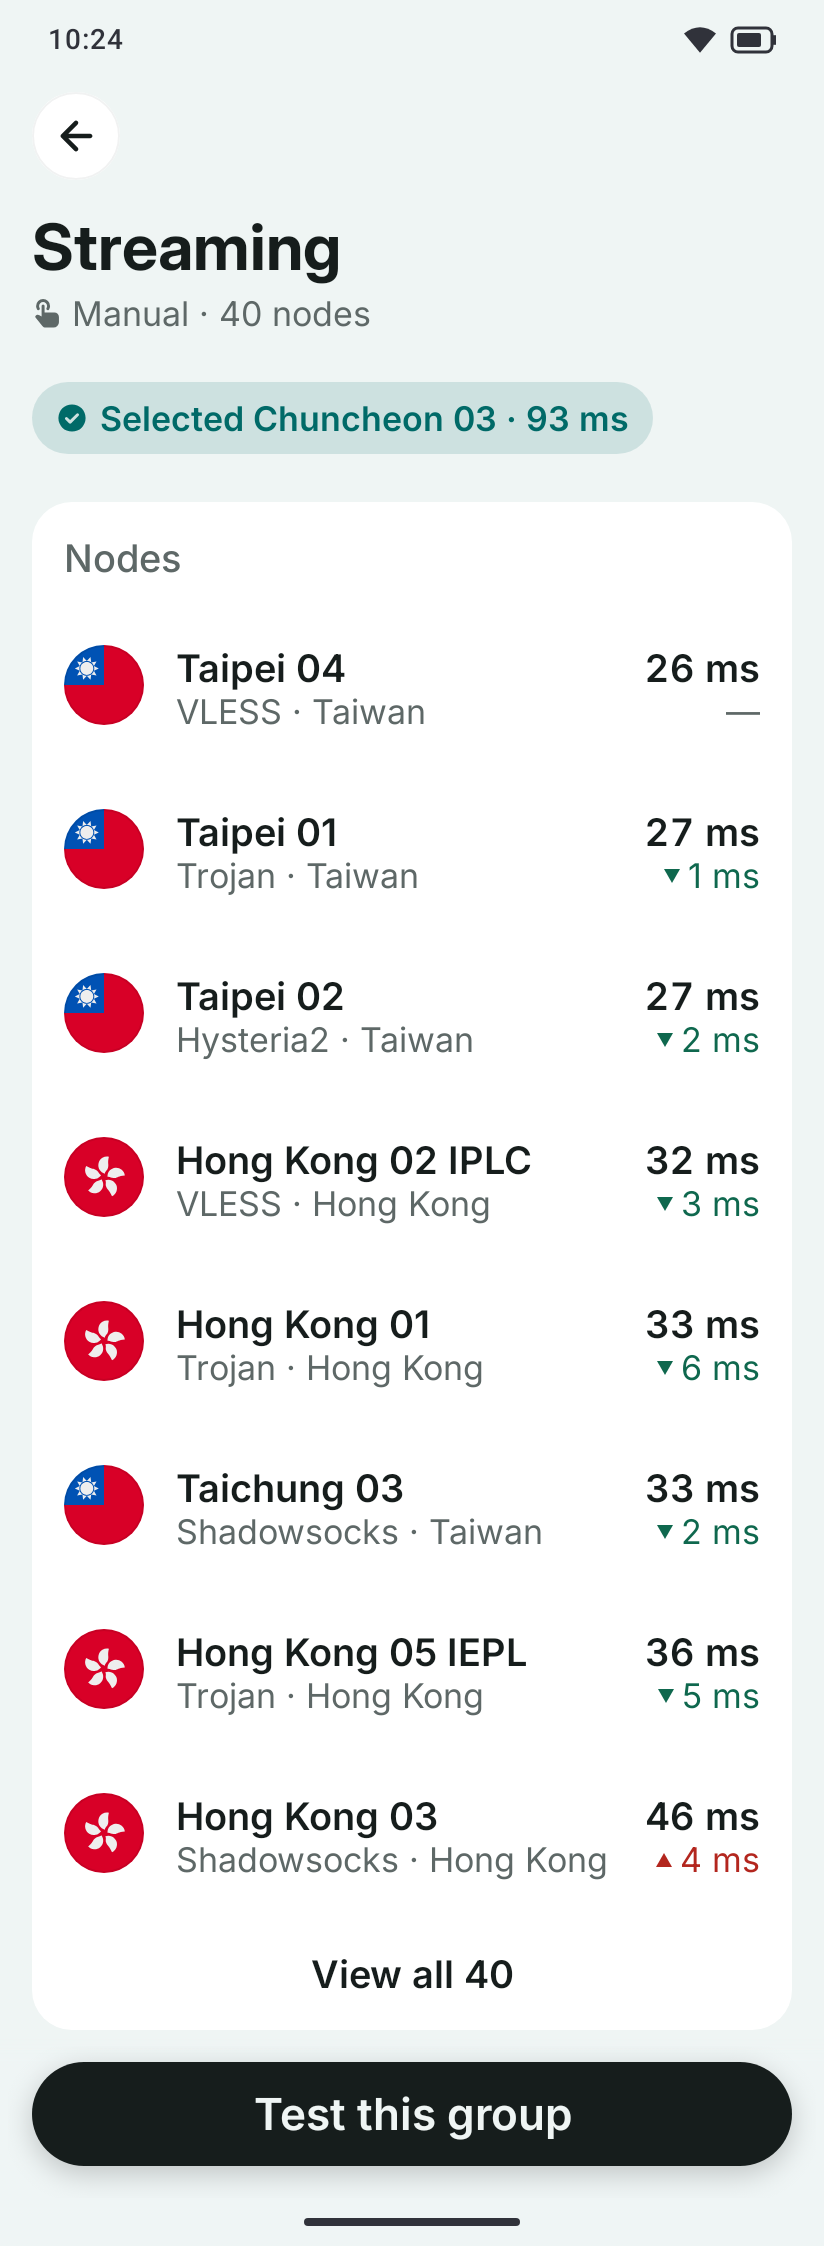 10:24
Streaming
Manual · 40 nodes
Selected Chuncheon 03 · 93 ms
Nodes
Taipei 04 26 ms
VLESS · Taiwan —
Taipei 01 27 ms
Trojan · Taiwan ▼ 1 ms
Taipei 02 27 ms
Hysteria2 · Taiwan ▼ 2 ms
Hong Kong 02 IPLC 32 ms
VLESS · Hong Kong ▼ 3 ms
Hong Kong 01 33 ms
Trojan · Hong Kong ▼ 6 ms
Taichung 03 33 ms
Shadowsocks · Taiwan ▼ 2 ms
Hong Kong 05 IEPL 36 ms
Trojan · Hong Kong ▼ 5 ms
Hong Kong 03 46 ms
Shadowsocks · Hong Kong ▲ 4 ms
View all 40
Test this group